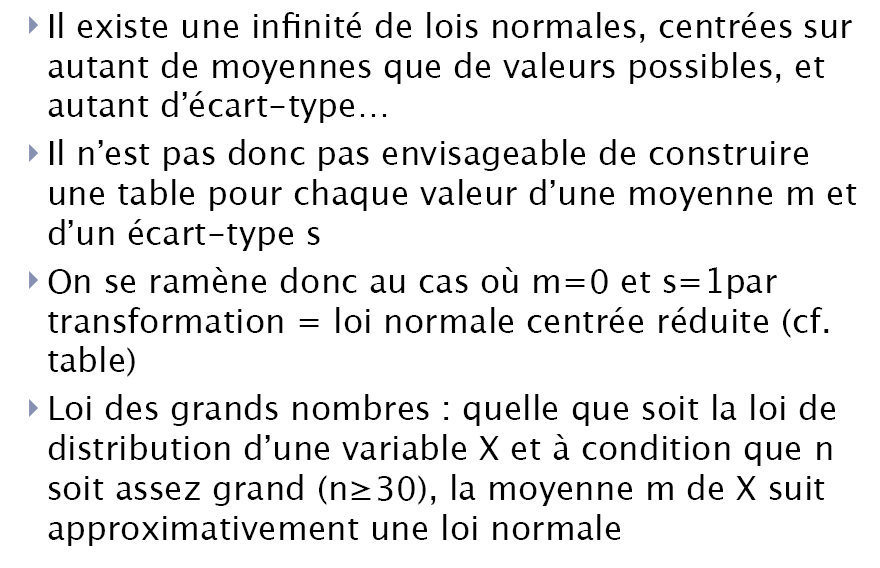 Il existe une infinité de lois normales, centrées sur
autant de moyennes que de valeurs possibles, et
autant d'écart-type…
Il n'est pas donc pas envisageable de construire
une table pour chaque valeur d'une moyenne m et
d'un écart-type s
On se ramène donc au cas où m=0 et s=1par
transformation = loi normale centrée réduite (cf.
table)
Loi des grands nombres : quelle que soit la loi de
distribution d'une variable X et à condition que n
soit assez grand (n≥30), la moyenne m de X suit
approximativement une loi normale